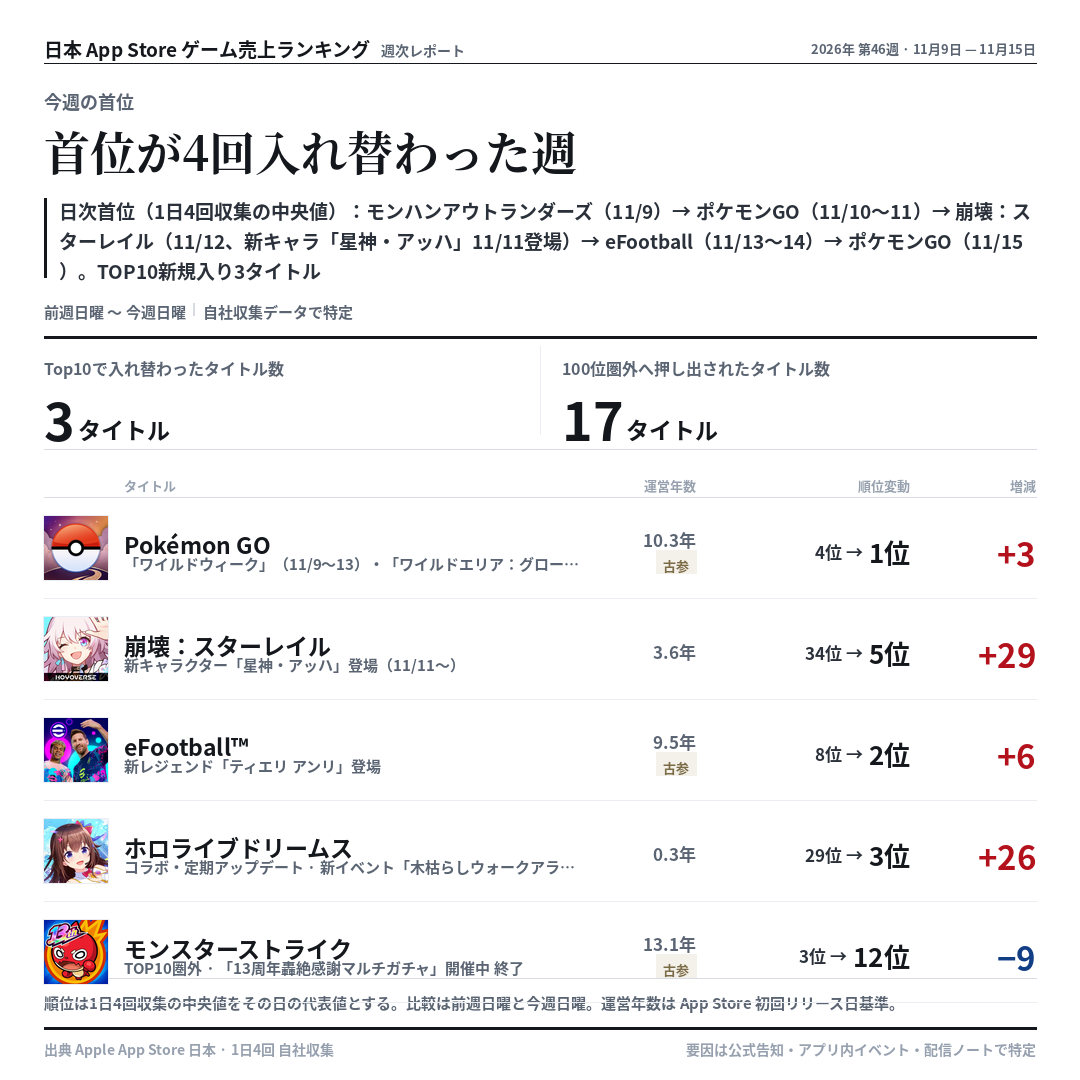 日本 App Store ゲーム売上ランキング 週次レポート
2026年 第46週 · 11月9日 — 11月15日
今週の首位
首位が4回入れ替わった週
日次首位（1日4回収集の中央値）：モンハンアウトランダーズ（11/9）→ ポケモンGO（11/10〜11）→ 崩壊：ス
ターレイル（11/12、新キャラ「星神・アッハ」11/11登場）→ eFootball（11/13〜14）→ ポケモンGO（11/15
）。TOP10新規入り3タイトル
前週日曜 〜 今週日曜 自社収集データで特定
Top10で入れ替わったタイトル数
3 タイトル
100位圏外へ押し出されたタイトル数
17 タイトル
タイトル 運営年数 順位変動 増減
Pokémon GO
「ワイルドウィーク」（11/9〜13）・「ワイルドエリア：グロー…
10.3年
古参
4位 → 1位
+3
崩壊：スターレイル
新キャラクター「星神・アッハ」登場（11/11〜）
3.6年
34位 → 5位
+29
HOYOVERSE
eFootball™
新レジェンド「ティエリ アンリ」登場
9.5年
古参
8位 → 2位
+6
ホロライブドリームス
コラボ・定期アップデート · 新イベント「木枯らしウォークアラ…
0.3年
29位 → 3位
+26
13th
モンスターストライク
TOP10圏外 · 「13周年轟絶感謝マルチガチャ」開催中 終了
13.1年
古参
3位 → 12位
−9
順位は1日4回収集の中央値をその日の代表値とする。比較は前週日曜と今週日曜。運営年数は App Store 初回リリース日基準。
出典 Apple App Store 日本 · 1日4回 自社収集
要因は公式告知・アプリ内イベント・配信ノートで特定